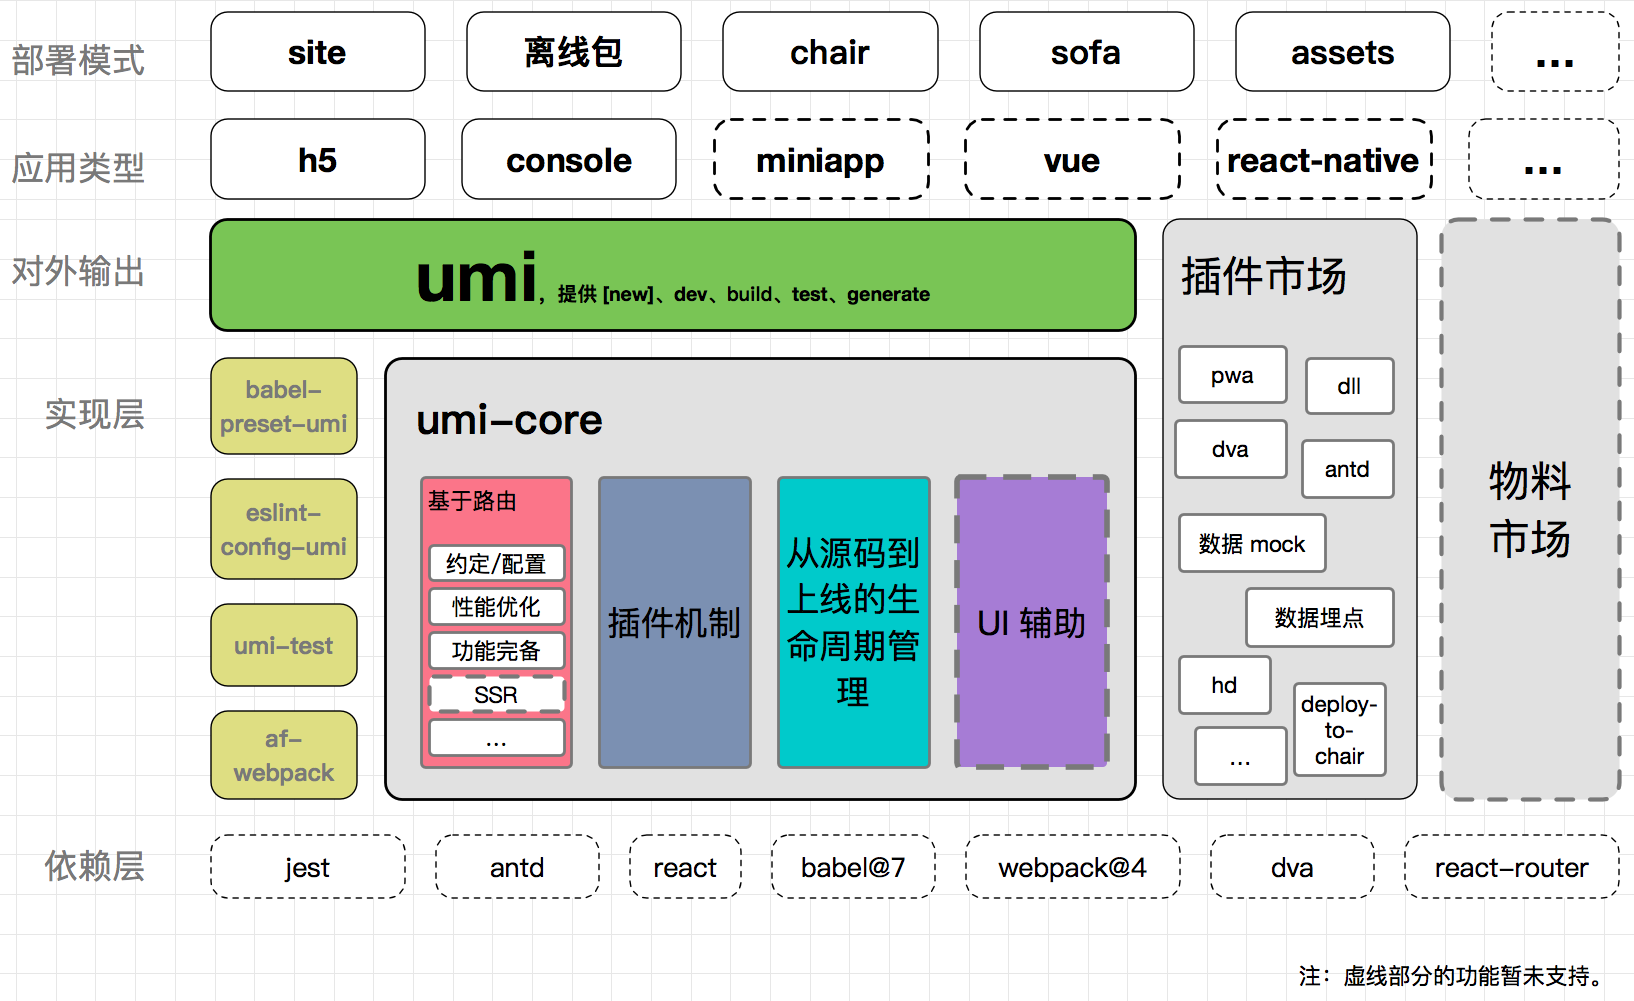 部署模式
site
离线包
chair
sofa
assets
...
应用类型
h5
console
miniapp
vue
react-native
...
对外输出
umi，提供 [new]、dev、build、test、generate
实现层
babel-
preset-umi
eslint-
config-umi
umi-test
af-
webpack
umi-core
基于路由
约定/配置
性能优化
功能完备
SSR
...
插件机制
从源码到
上线的生
命周期管
理
UI 辅助
插件市场
pwa
dll
dva
antd
数据 mock
数据埋点
hd
deploy-
to-
chair
...
物料
市场
依赖层
jest
antd
react
babel@7
webpack@4
dva
react-router
注：虚线部分的功能暂未支持。